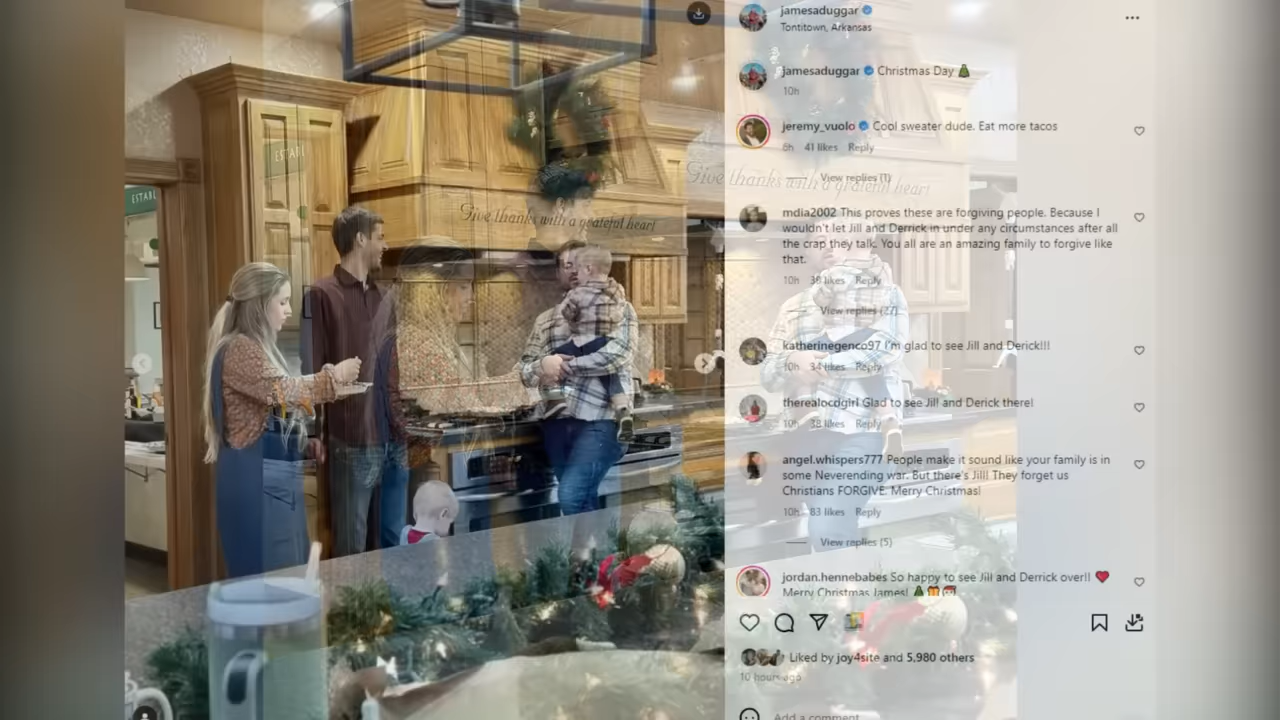 jamesaduggar
Tontitown, Arkansas
jamesaduggar Christmas Day
10h
jeremy_vuolo Cool sweater dude. Eat more tacos
6h 41 likes Reply
View replies (1)
Give thanks with a grateful heart
mdia2002 This proves these are forgiving people. Because I
wouldn't let Jill and Derrick in under any circumstances after all
the crap they talk. You all are an amazing family to forgive like
that.
10h 38 likes Reply
View replies (27)
ESTABL
ESTABL
Give thanks with a grateful heart
katherinegenco97 I'm glad to see Jill and Derick!!!
10h 34 likes Reply
therealocdgirl Glad to see Jill and Derick there!
10h 38 likes Reply
angel.whispers777 People make it sound like your family is in
some Neverending war. But there's Jill! They forget us
Christians FORGIVE. Merry Christmas!
10h 83 likes Reply
View replies (5)
jordan.hennebabes So happy to see Jill and Derrick over!!
Merry Christmas James!
Liked by joy4site and 5,980 others
10 hours ago
Add a comment